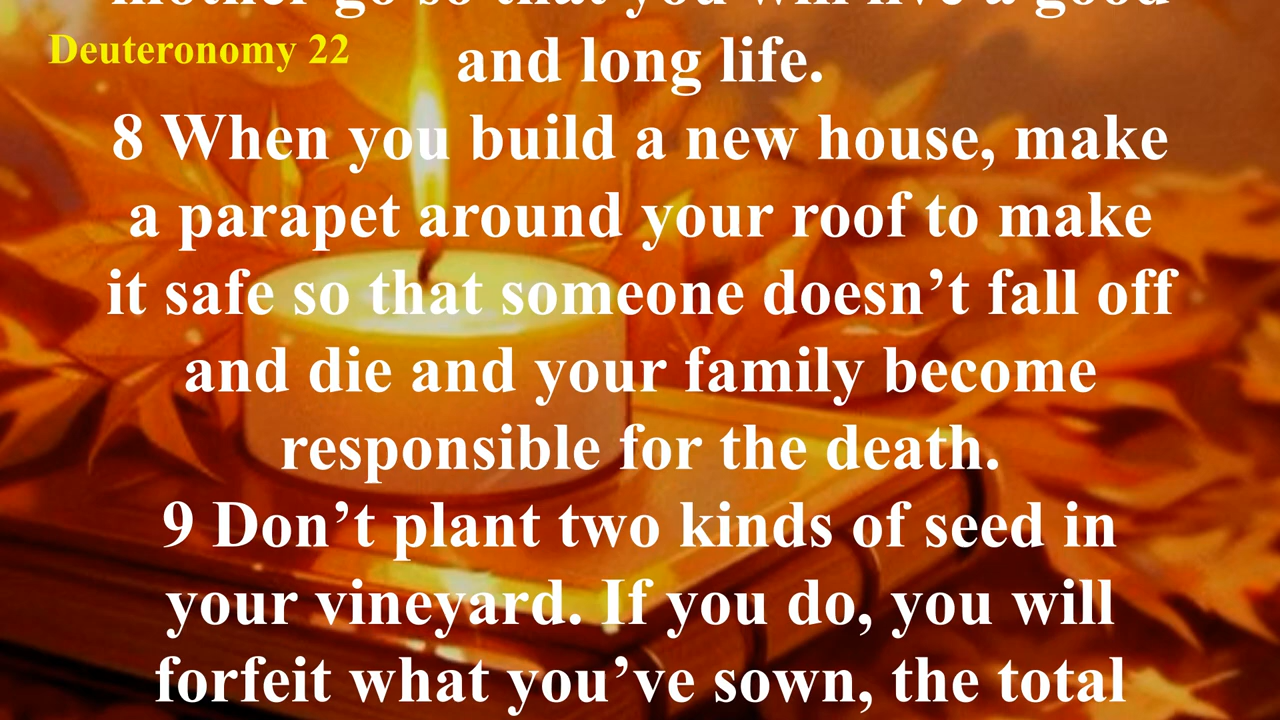 mother go so that you will live a good
Deuteronomy 22
and long life.
8 When you build a new house, make
a parapet around your roof to make
it safe so that someone doesn’t fall off
and die and your family become
responsible for the death.
9 Don’t plant two kinds of seed in
your vineyard. If you do, you will
forfeit what you’ve sown, the total